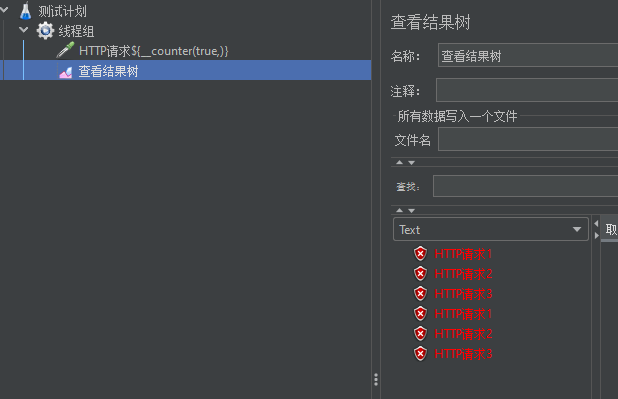 测试计划
线程组
HTTP请求${__counter(true,)}
查看结果树
查看结果树
名称： 查看结果树
注释：
所有数据写入一个文件
文件名
查找：
Text
取
HTTP请求1
HTTP请求2
HTTP请求3
HTTP请求1
HTTP请求2
HTTP请求3